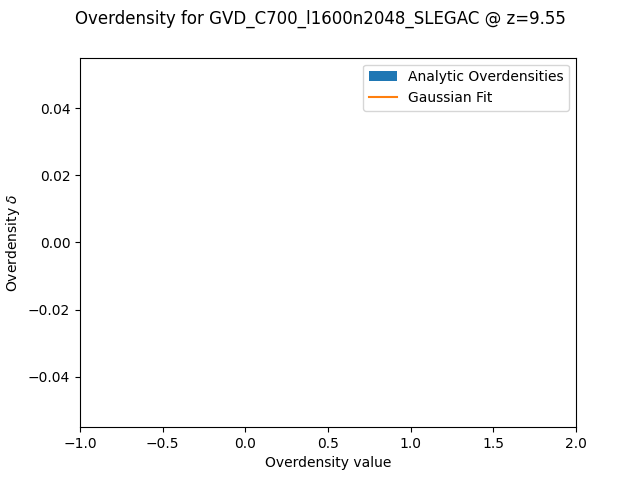 Overdensity for GVD_C700_l1600n2048_SLEGAC @ z=9.55
Analytic Overdensities
Gaussian Fit
Overdensity δ
0.04
0.02
0.00
−0.02
−0.04
−1.0 −0.5 0.0 0.5 1.0 1.5 2.0
Overdensity value